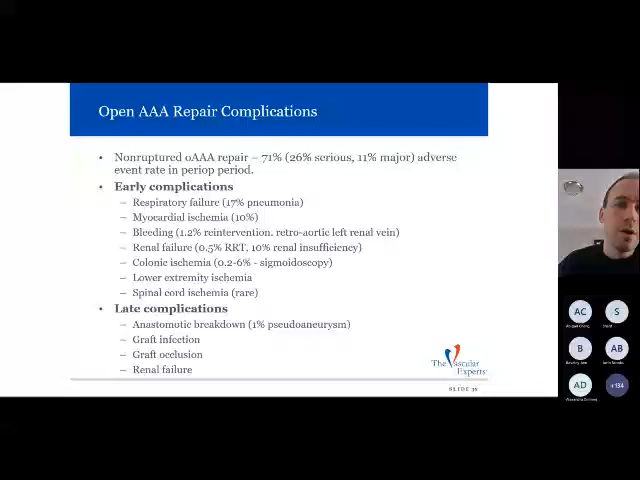 Open AAA Repair Complications
• Nonruptured oAAA repair – 71% (26% serious, 11% major) adverse
event rate in periop period.
• Early complications
– Respiratory failure (17% pneumonia)
– Myocardial ischemia (10%)
– Bleeding (1.2% reintervention, retro-aortic left renal vein)
– Renal failure (0.5% RRT, 10% renal insufficiency)
– Colonic ischemia (0.2-6% - sigmoidoscopy)
– Lower extremity ischemia
– Spinal cord ischemia (rare)
• Late complications
– Anastomotic breakdown (1% pseudoaneurysm)
– Graft infection
– Graft occlusion
– Renal failure
The Vascular
Experts
SLIDE
AC
S
B
AB
AD
+134